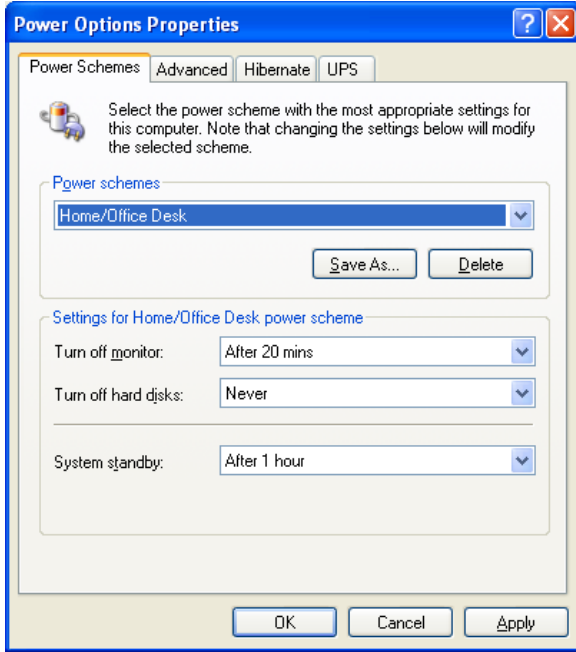 Power Options Properties
Power Schemes Advanced Hibernate UPS
Select the power scheme with the most appropriate settings for
this computer. Note that changing the settings below will modify
the selected scheme.
Power schemes
Home/Office Desk
Save As... Delete
Settings for Home/Office Desk power scheme
Turn off monitor: After 20 mins
Turn off hard disks: Never
System standby: After 1 hour
OK Cancel Apply